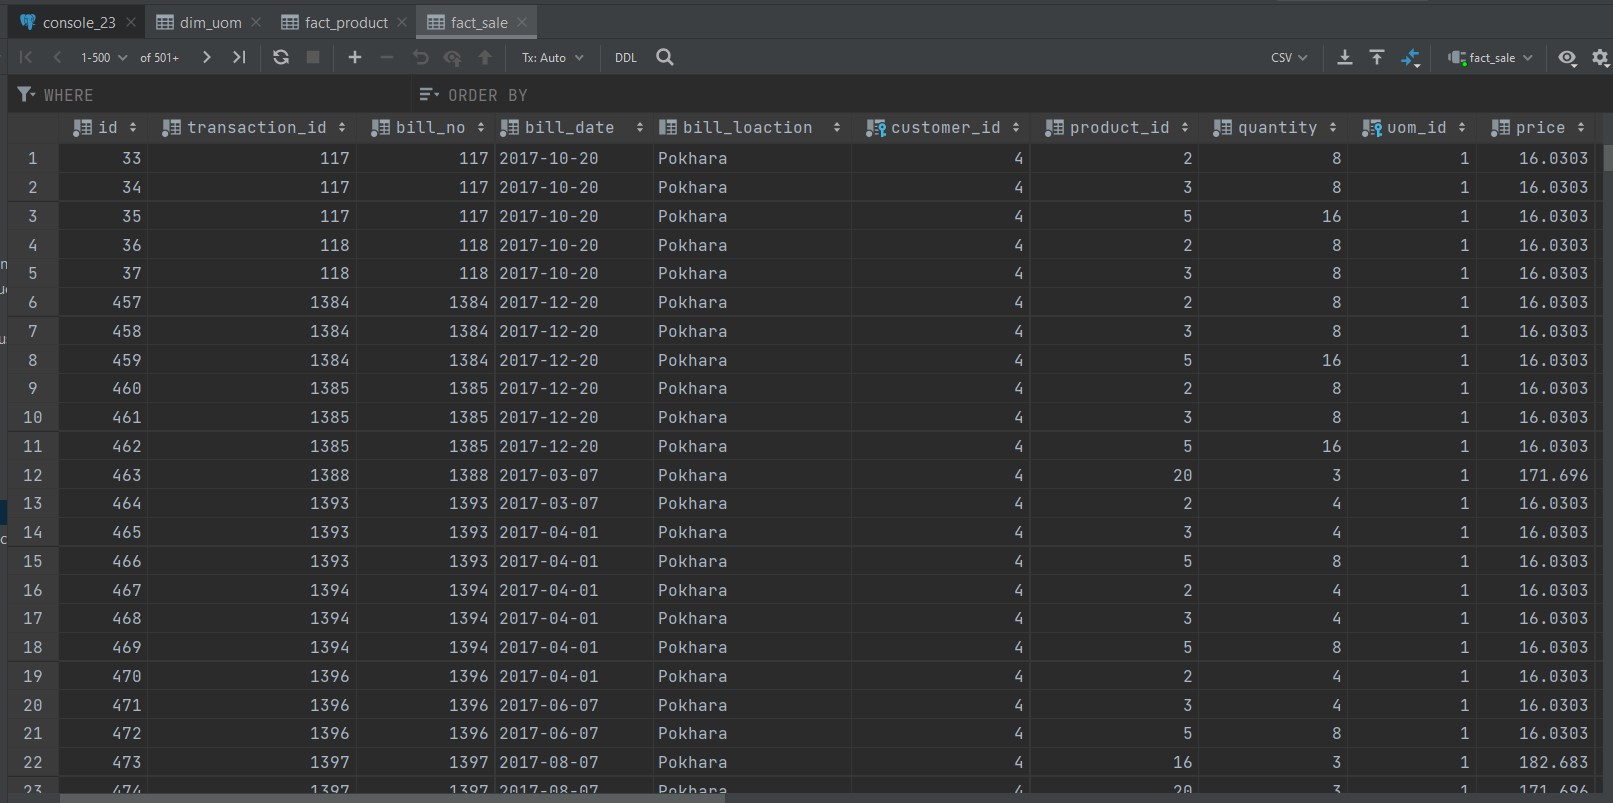 console_23 dim_uom fact_product fact_sale
1-500 of 501+ Tx: Auto DDL CSV fact_sale
WHERE ORDER BY
id transaction_id bill_no bill_date bill_loaction customer_id product_id quantity uom_id price
1 33 117 117 2017-10-20 Pokhara 4 2 8 1 16.0303
2 34 117 117 2017-10-20 Pokhara 4 3 8 1 16.0303
3 35 117 117 2017-10-20 Pokhara 4 5 16 1 16.0303
4 36 118 118 2017-10-20 Pokhara 4 2 8 1 16.0303
5 37 118 118 2017-10-20 Pokhara 4 3 8 1 16.0303
6 457 1384 1384 2017-12-20 Pokhara 4 2 8 1 16.0303
7 458 1384 1384 2017-12-20 Pokhara 4 3 8 1 16.0303
8 459 1384 1384 2017-12-20 Pokhara 4 5 16 1 16.0303
9 460 1385 1385 2017-12-20 Pokhara 4 2 8 1 16.0303
10 461 1385 1385 2017-12-20 Pokhara 4 3 8 1 16.0303
11 462 1385 1385 2017-12-20 Pokhara 4 5 16 1 16.0303
12 463 1388 1388 2017-03-07 Pokhara 4 20 3 1 171.696
13 464 1393 1393 2017-03-07 Pokhara 4 2 4 1 16.0303
14 465 1393 1393 2017-04-01 Pokhara 4 3 4 1 16.0303
15 466 1393 1393 2017-04-01 Pokhara 4 5 8 1 16.0303
16 467 1394 1394 2017-04-01 Pokhara 4 2 4 1 16.0303
17 468 1394 1394 2017-04-01 Pokhara 4 3 4 1 16.0303
18 469 1394 1394 2017-04-01 Pokhara 4 5 8 1 16.0303
19 470 1396 1396 2017-04-01 Pokhara 4 2 4 1 16.0303
20 471 1396 1396 2017-06-07 Pokhara 4 3 4 1 16.0303
21 472 1396 1396 2017-06-07 Pokhara 4 5 8 1 16.0303
22 473 1397 1397 2017-08-07 Pokhara 4 16 3 1 182.683
23 474 1397 1397 2017-08-07 Pokhara 4 20 3 1 171.696